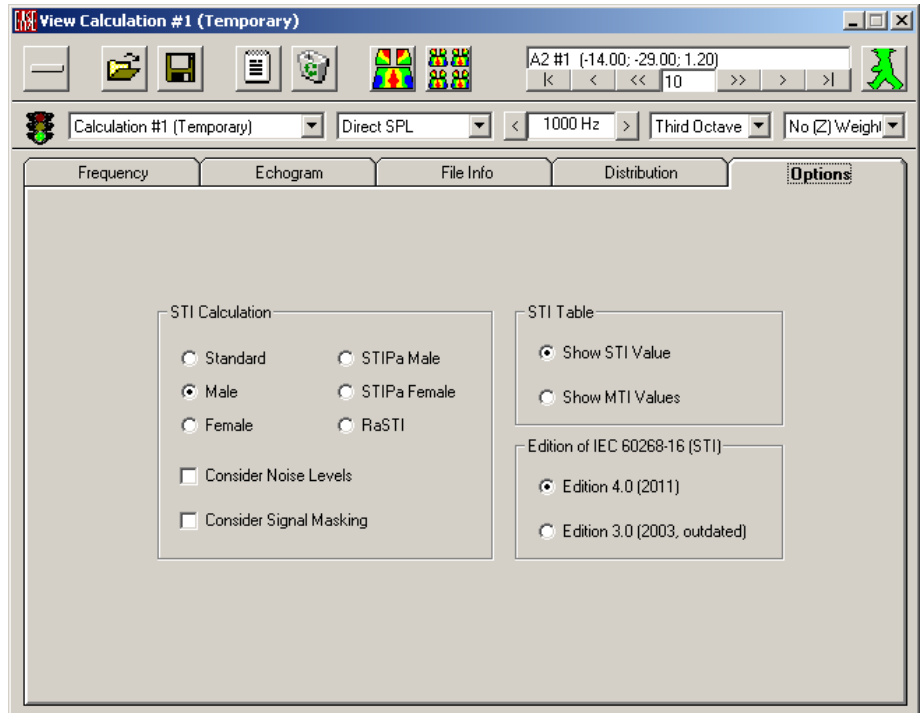 View Calculation #1 (Temporary)
A2 #1 (-14.00; -29.00; 1.20)
|< < << 10 >> > >|
Calculation #1 (Temporary) Direct SPL < 1000 Hz > Third Octave No (Z) Weight
Frequency Echogram File Info Distribution Options
STI Calculation
Standard STIPa Male
Male STIPa Female
Female RaSTI
Consider Noise Levels
Consider Signal Masking
STI Table
Show STI Value
Show MTI Values
Edition of IEC 60268-16 (STI)
Edition 4.0 (2011)
Edition 3.0 (2003, outdated)